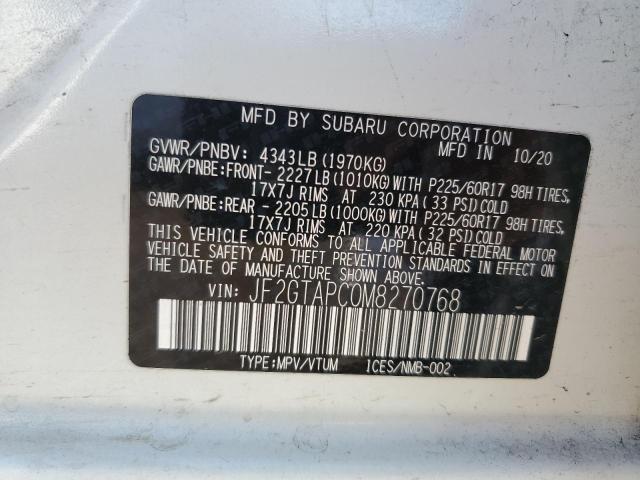 MFD BY SUBARU CORPORATION
MFD IN 10/20
GVWR/PNBV: 4343LB(1970KG)
GAWR/PNBE:FRONT- 2227LB(1010KG)WITH P225/60R17 98H TIRES,
17X7J RIMS AT 230 KPA(33 PSI)COLD
GAWR/PNBE:REAR - 2205LB(1000KG)WITH P225/60R17 98H TIRES,
17X7J RIMS AT 220 KPA(32 PSI)COLD
THIS VEHICLE CONFORMS TO ALL APPLICABLE FEDERAL MOTOR
VEHICLE SAFETY AND THEFT PREVENTION STANDARDS IN EFFECT ON
THE DATE OF MANUFACTURE SHOWN ABOVE.
VIN: JF2GTAPC0M8270768
TYPE:MPV/VTUM ICES/NMB-002